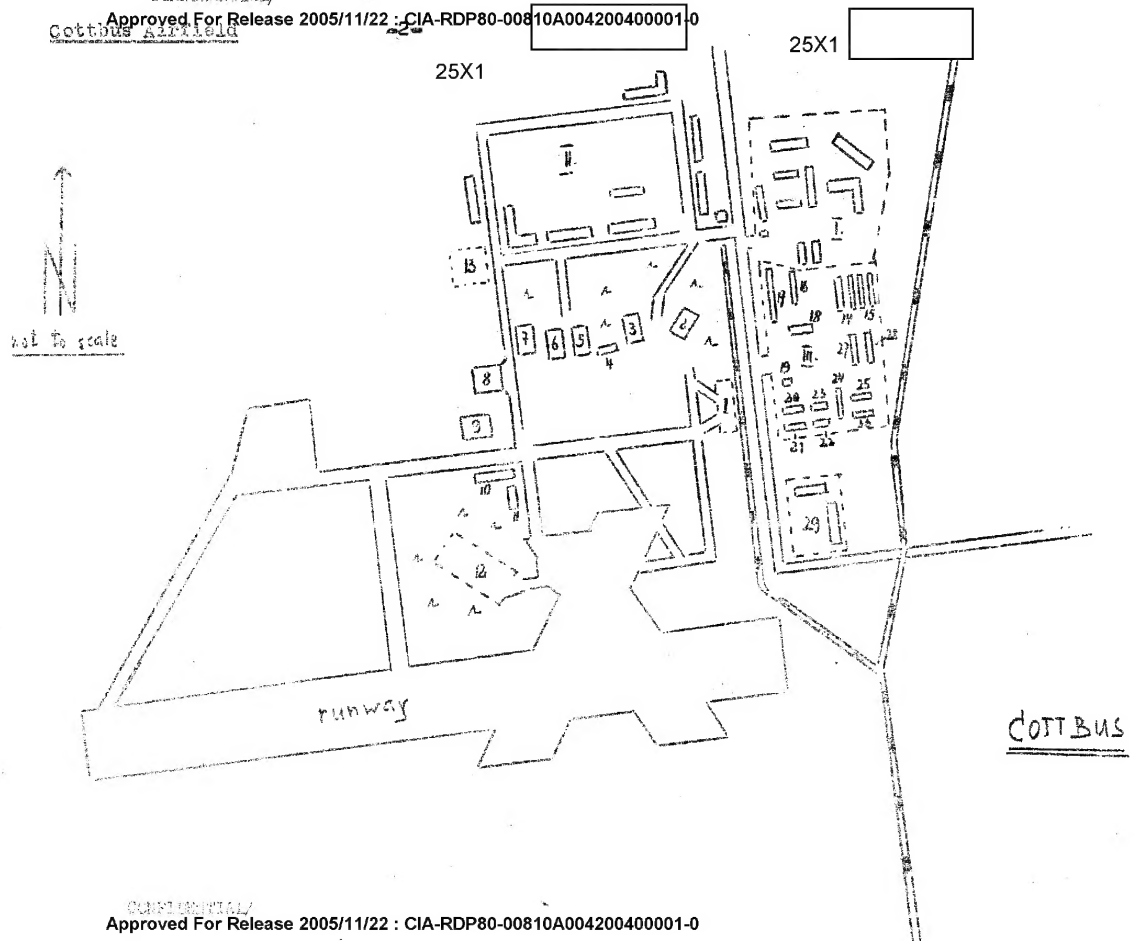 Approved For Release 2005/11/22 : CIA-RDP80-00810A004200400001-0
Cottbus Airfield
-2-
25X1
25X1
N
not to scale
II
I
13
7
6
5
4
3
2
8
9
1
10
11
12
19
16
14
15
18
III
27
28
19
20
23
24
25
21
22
26
29
runway
COTTBUS
CONFIDENTIAL/
Approved For Release 2005/11/22 : CIA-RDP80-00810A004200400001-0